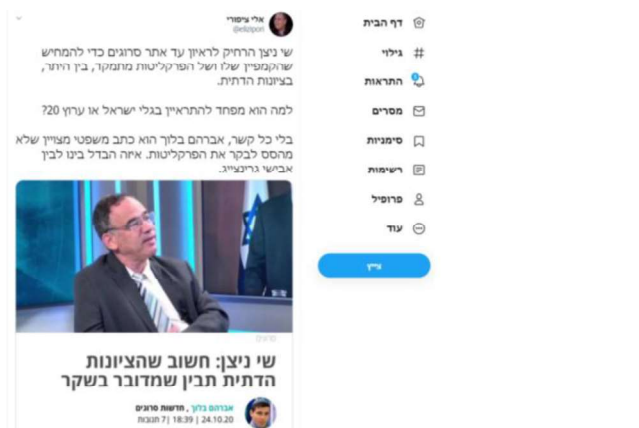 אלי ציפורי
@elizipori
שי ניצן הרחיק לראיון עד אתר סרוגים כדי להמחיש
שהקמפיין שלו ושל הפרקליטות מתמקד, בין היתר,
בציונות הדתית.
למה הוא מפחד להתראיין בגלי ישראל או ערוץ 20?
בלי כל קשר, אברהם בלוך הוא כתב משפטי מצויין שלא
מהסס לבקר את הפרקליטות. איזה הבדל בינו לבין
אבישי גרינצייג.
סרוגים
שי ניצן: חשוב שהציונות
הדתית תבין שמדובר בשקר
אברהם בלוך , חדשות סרוגים
24.10.20 | 18:39 | 7 תגובות
דף הבית
גילוי
התראות
1
מסרים
סימניות
רשימות
פרופיל
עוד
ציוץ